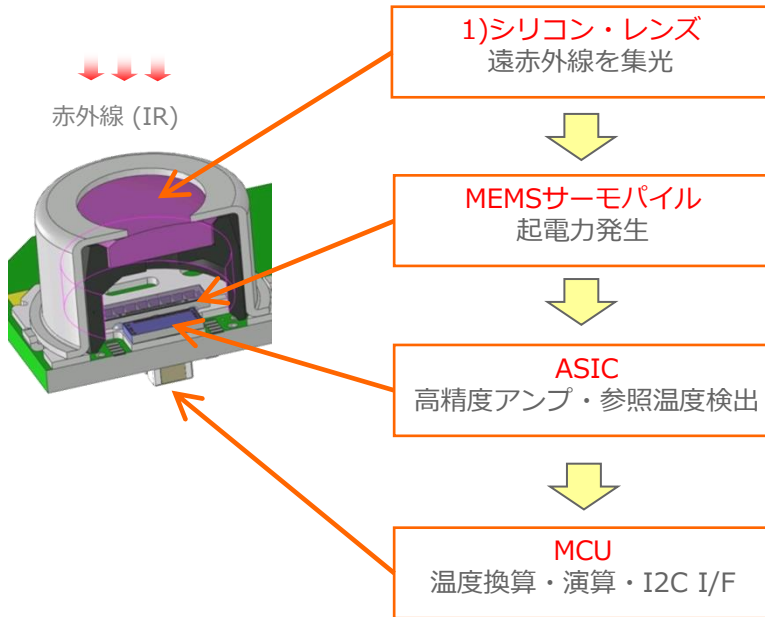 1)シリコン・レンズ
遠赤外線を集光
赤外線 (IR)
MEMSサーモパイル
起電力発生
ASIC
高精度アンプ・参照温度検出
MCU
温度換算・演算・I2C I/F